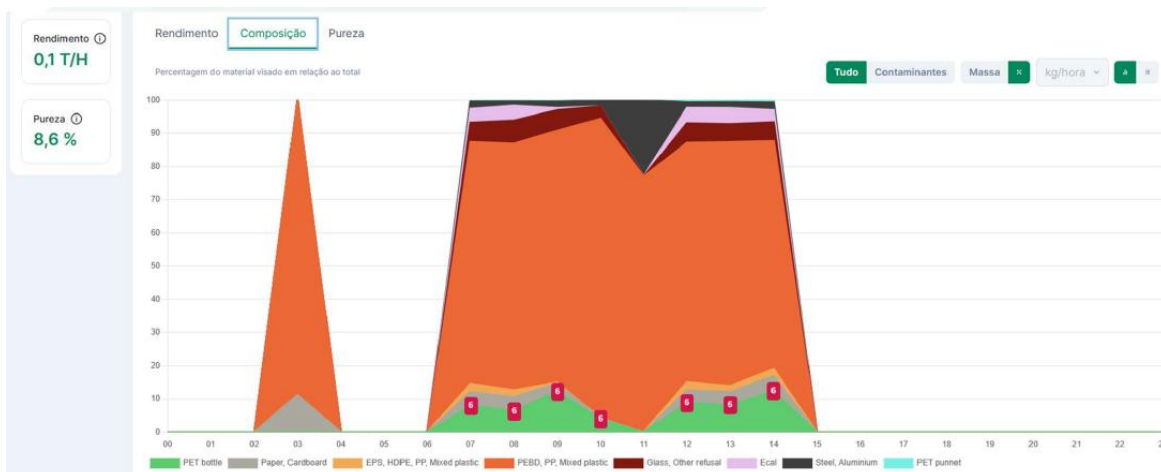 Rendimento
0,1 T/H
Pureza
8,6 %
Rendimento Composição Pureza
Percentagem do material visado em relação ao total
Tudo Contaminantes Massa kg/hora
100
90
80
70
60
50
40
30
20
10
0
6 6 6 6 6 6 6
00 01 02 03 04 05 06 07 08 09 10 11 12 13 14 15 16 17 18 19 20 21 22
PET bottle Paper, Cardboard EPS, HDPE, PP, Mixed plastic PEBD, PP, Mixed plastic Glass, Other refusal Ecal Steel, Aluminium PET punnet